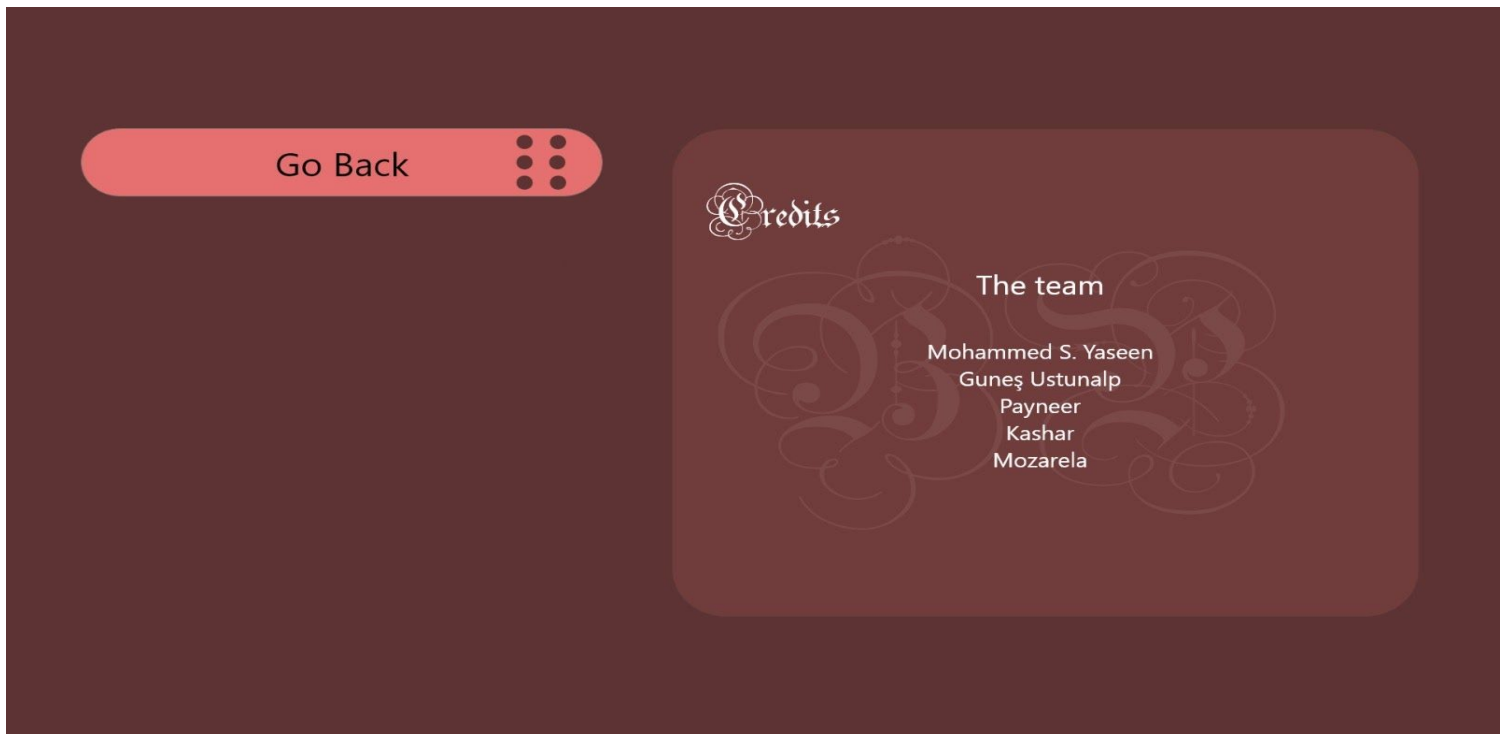 Go Back
Credits
The team
Mohammed S. Yaseen
Guneş Ustunalp
Payneer
Kashar
Mozarela